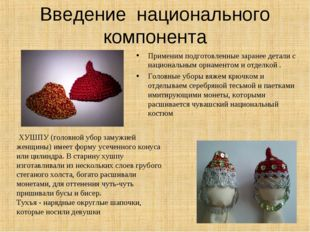 Введение национального
компонента
• Применим подготовленные заранее детали с
национальным орнаментом и отделкой .
• Головные уборы вяжем крючком и
отделываем серебряной тесьмой и паетками
имитирующими монеты, которыми
расшивается чувашский национальный
костюм
ХУШПУ (головной убор замужней
женщины) имеет форму усеченного конуса
или цилиндра. В старину хушпу
изготавливали из нескольких слоев грубого
стеганого холста, богато расшивали
монетами, для оттенения чуть-чуть
пришивали бусы и бисер.
Тухъя - нарядные округлые шапочки,
которые носили девушки